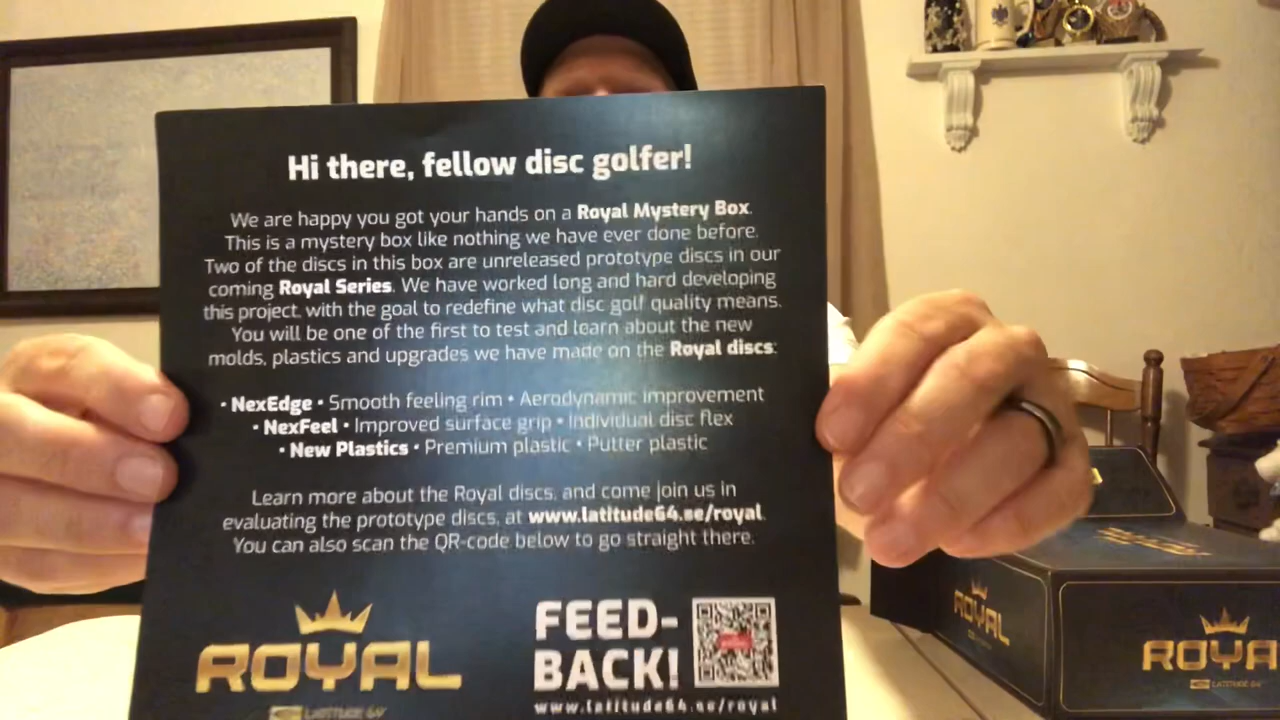 Hi there, fellow disc golfer!
We are happy you got your hands on a Royal Mystery Box.
This is a mystery box like nothing we have ever done before.
Two of the discs in this box are unreleased prototype discs in our
coming Royal Series. We have worked long and hard developing
this project, with the goal to redefine what disc golf quality means.
You will be one of the first to test and learn about the new
molds, plastics and upgrades we have made on the Royal discs:
• NexEdge • Smooth feeling rim • Aerodynamic improvement
• NexFeel • Improved surface grip • Individual disc flex
• New Plastics • Premium plastic • Putter plastic
Learn more about the Royal discs, and come join us in
evaluating the prototype discs, at www.latitude64.se/royal.
You can also scan the QR-code below to go straight there.
ROYAL
LATITUDE 64
FEED-
BACK!
www.latitude64.se/royal
ROYAL
ROYA
LATITUDE 64